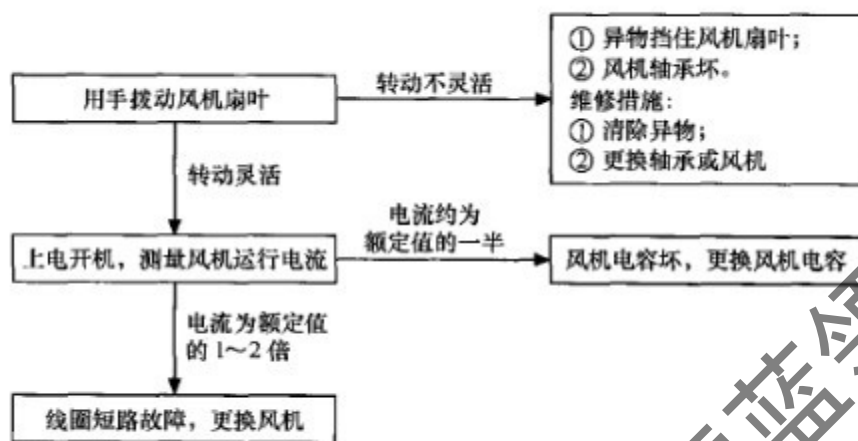 用手拨动风机扇叶
转动不灵活
① 异物挡住风机扇叶；
② 风机轴承坏。
维修措施：
① 清除异物；
② 更换轴承或风机
转动灵活
上电开机，测量风机运行电流
电流约为
额定值的一半
风机电容坏，更换风机电容
电流为额定值
的 1～2 倍
线圈短路故障，更换风机
蓝领